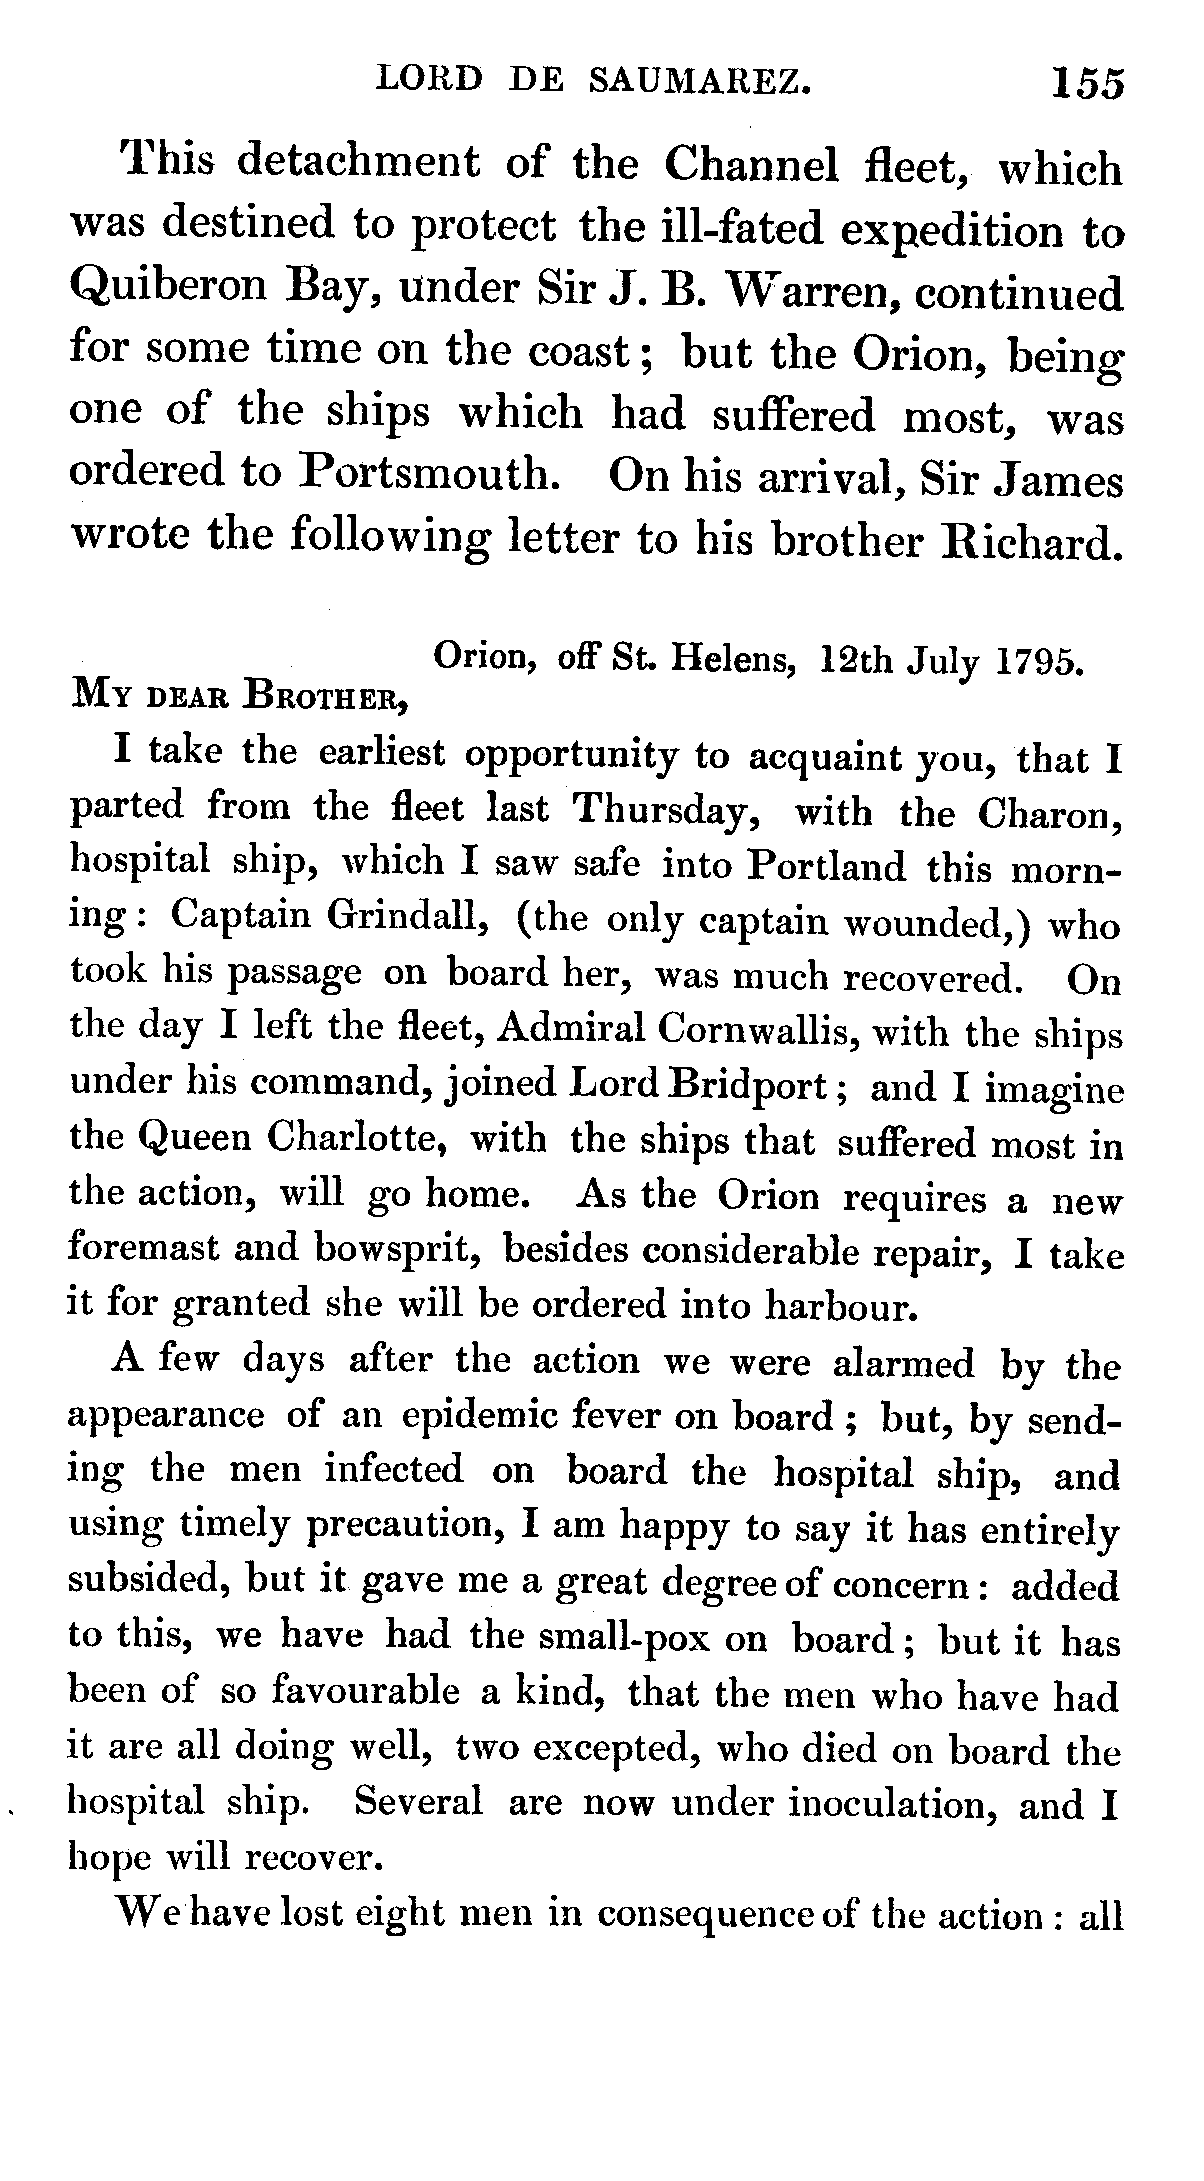 LORD DE SAUMAREZ. 155
This detachment of the Channel fleet, which
was destined to protect the ill-fated expedition to
Quiberon Bay, under Sir J. B. Warren, continued
for some time on the coast; but the Orion, being
one of the ships which had suffered most, was
ordered to Portsmouth. On his arrival, Sir James
wrote the following letter to his brother Richard.
Orion, off St. Helens, 12th July 1795.
MY DEAR BROTHER,
I take the earliest opportunity to acquaint you, that I
parted from the fleet last Thursday, with the Charon,
hospital ship, which I saw safe into Portland this morn-
ing: Captain Grindall, (the only captain wounded,) who
took his passage on board her, was much recovered. On
the day I left the fleet, Admiral Cornwallis, with the ships
under his command, joined Lord Bridport; and I imagine
the Queen Charlotte, with the ships that suffered most in
the action, will go home. As the Orion requires a new
foremast and bowsprit, besides considerable repair, I take
it for granted she will be ordered into harbour.
A few days after the action we were alarmed by the
appearance of an epidemic fever on board; but, by send-
ing the men infected on board the hospital ship, and
using timely precaution, I am happy to say it has entirely
subsided, but it gave me a great degree of concern: added
to this, we have had the small-pox on board; but it has
been of so favourable a kind, that the men who have had
it are all doing well, two excepted, who died on board the
hospital ship. Several are now under inoculation, and I
hope will recover.
We have lost eight men in consequence of the action: all